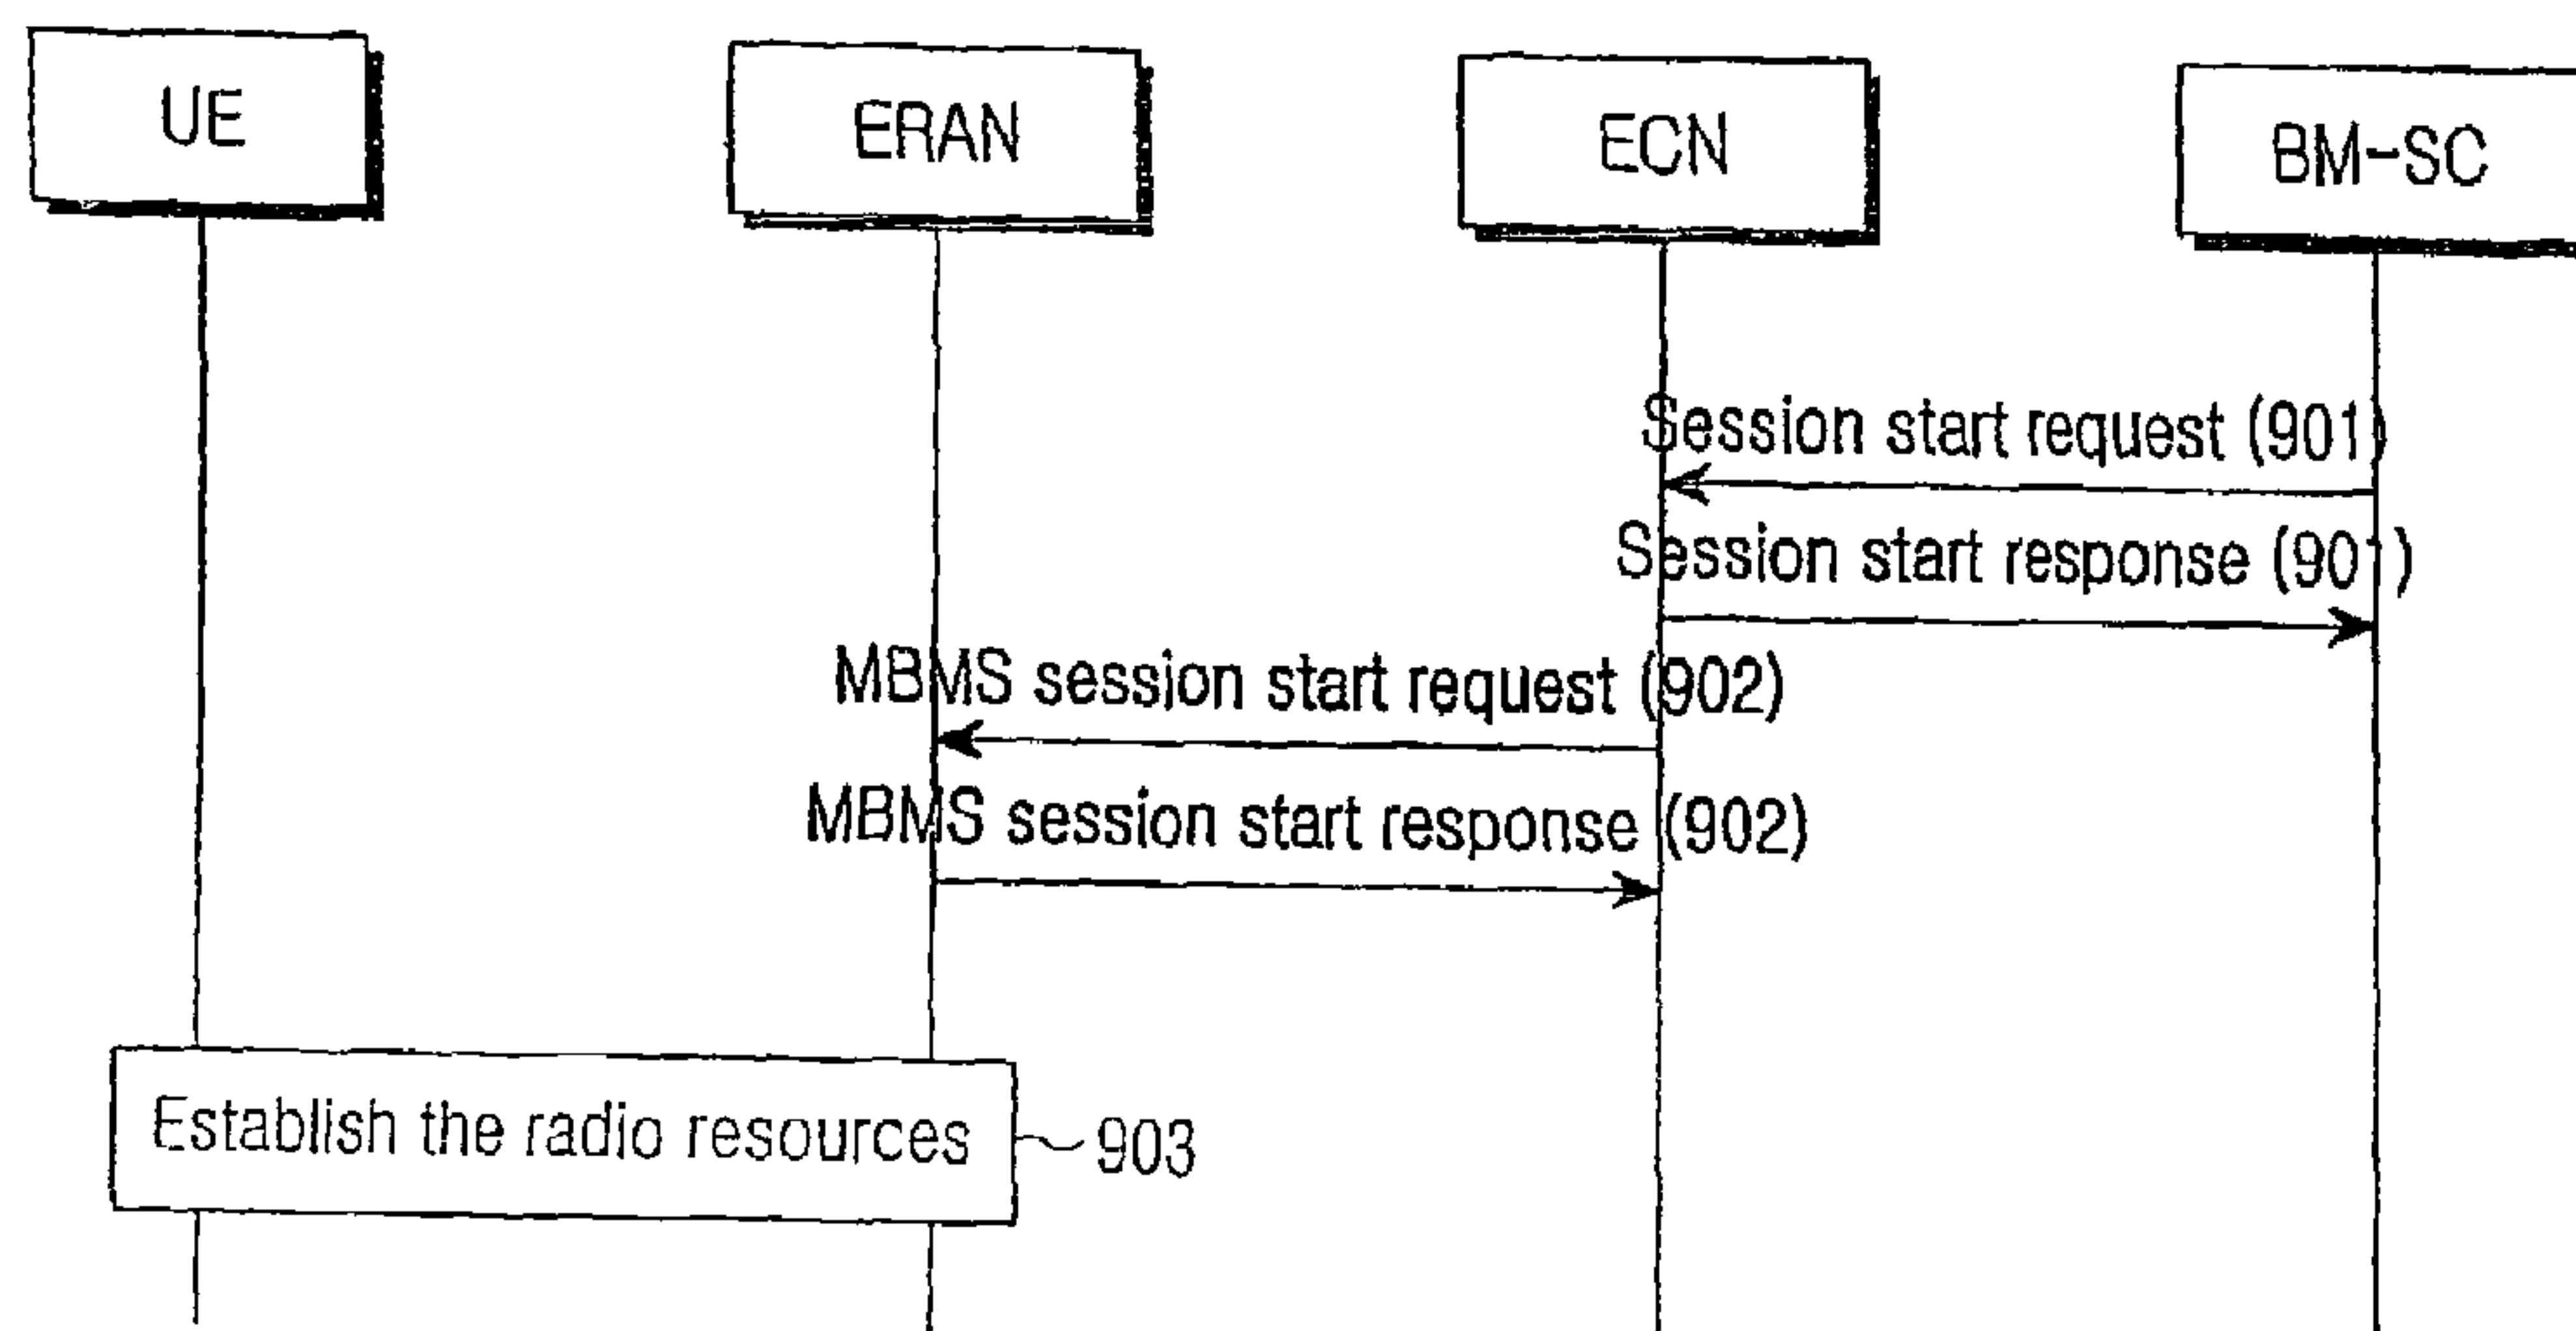 UE
ERAN
ECN
BM-SC
Session start request (901)
Session start response (901)
MBMS session start request (902)
MBMS session start response (902)
Establish the radio resources
903